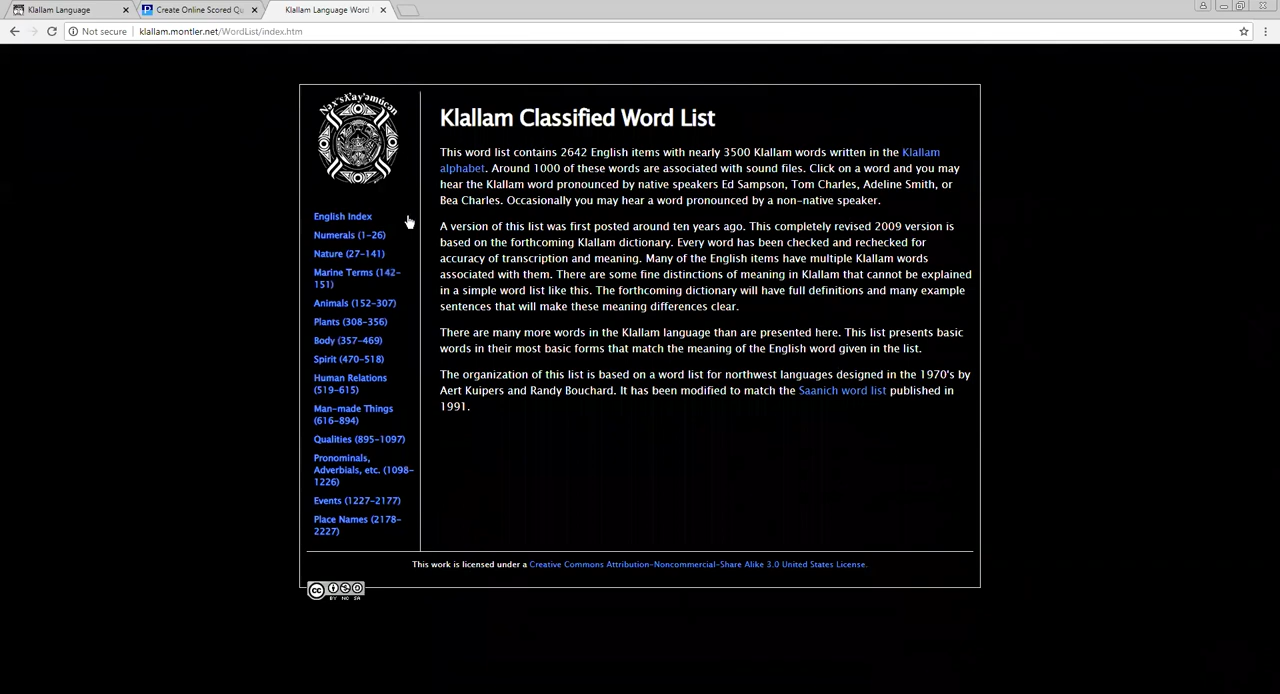 Klallam Language
Create Online Scored Qu
Klallam Language Word
Not secure
klallam.montler.net/WordList/index.htm
English Index
Numerals (1-26)
Nature (27-141)
Marine Terms (142-
151)
Animals (152-307)
Plants (308-356)
Body (357-469)
Spirit (470-518)
Human Relations
(519-615)
Man-made Things
(616-894)
Qualities (895-1097)
Pronominals,
Adverbials, etc. (1098-
1226)
Events (1227-2177)
Place Names (2178-
2227)
Klallam Classified Word List
This word list contains 2642 English items with nearly 3500 Klallam words written in the Klallam
alphabet. Around 1000 of these words are associated with sound files. Click on a word and you may
hear the Klallam word pronounced by native speakers Ed Sampson, Tom Charles, Adeline Smith, or
Bea Charles. Occasionally you may hear a word pronounced by a non-native speaker.
A version of this list was first posted around ten years ago. This completely revised 2009 version is
based on the forthcoming Klallam dictionary. Every word has been checked and rechecked for
accuracy of transcription and meaning. Many of the English items have multiple Klallam words
associated with them. There are some fine distinctions of meaning in Klallam that cannot be explained
in a simple word list like this. The forthcoming dictionary will have full definitions and many example
sentences that will make these meaning differences clear.
There are many more words in the Klallam language than are presented here. This list presents basic
words in their most basic forms that match the meaning of the English word given in the list.
The organization of this list is based on a word list for northwest languages designed in the 1970's by
Aert Kuipers and Randy Bouchard. It has been modified to match the Saanich word list published in
1991.
This work is licensed under a Creative Commons Attribution-Noncommercial-Share Alike 3.0 United States License.
cc
BY NC SA